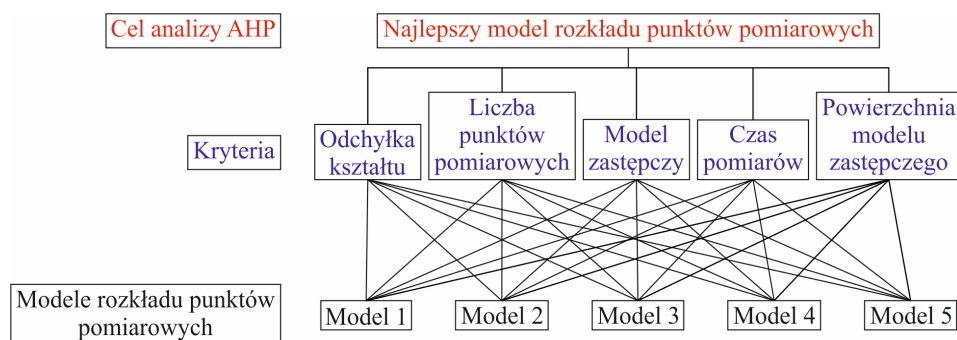 Cel analizy AHP
Najlepszy model rozkładu punktów pomiarowych
Kryteria
Odchyłka
kształtu
Liczba
punktów
pomiarowych
Model
zastępczy
Czas
pomiarów
Powierzchnia
modelu
zastępczego
Modele rozkładu punktów
pomiarowych
Model 1
Model 2
Model 3
Model 4
Model 5